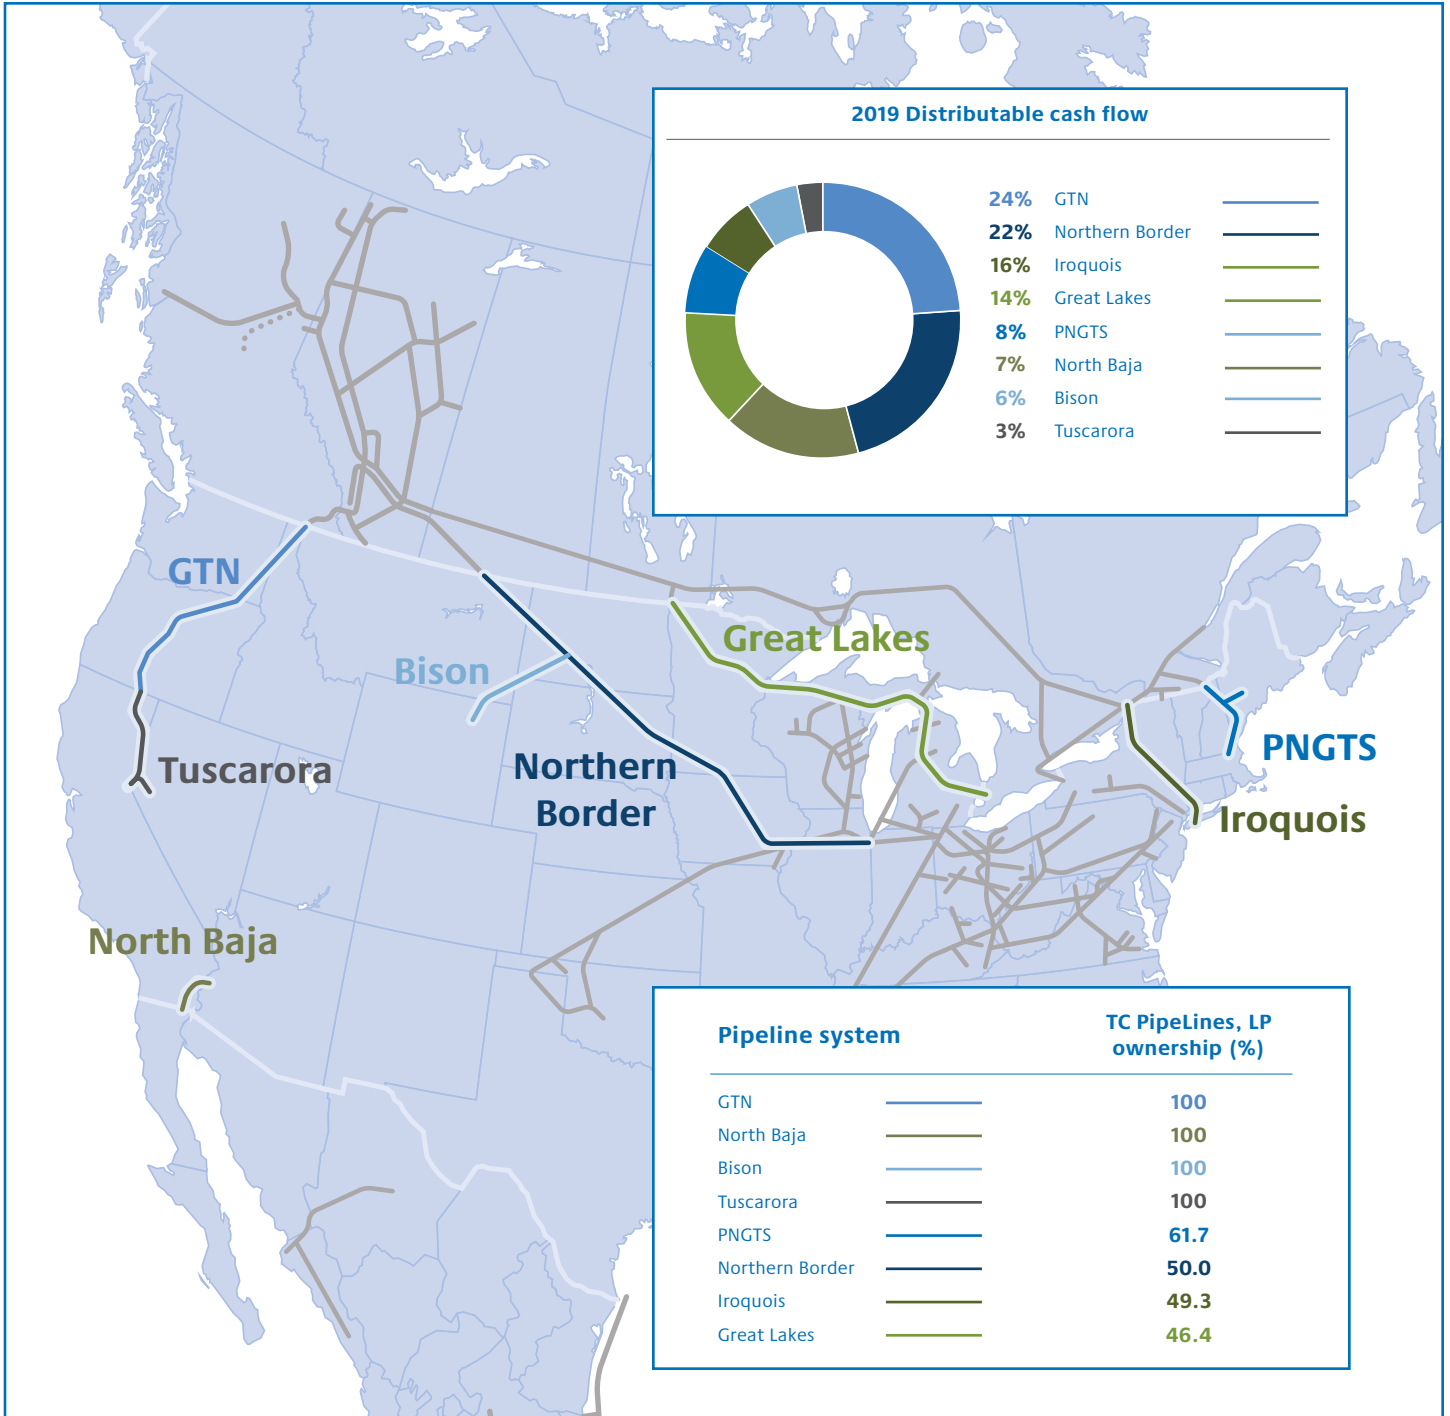 2019 Distributable cash flow
24% GTN
22% Northern Border
16% Iroquois
14% Great Lakes
8% PNGTS
7% North Baja
6% Bison
3% Tuscarora
GTN
Great Lakes
Bison
PNGTS
Tuscarora
Northern
Border
Iroquois
North Baja
Pipeline system
TC PipeLines, LP
ownership (%)
GTN 100
North Baja 100
Bison 100
Tuscarora 100
PNGTS 61.7
Northern Border 50.0
Iroquois 49.3
Great Lakes 46.4